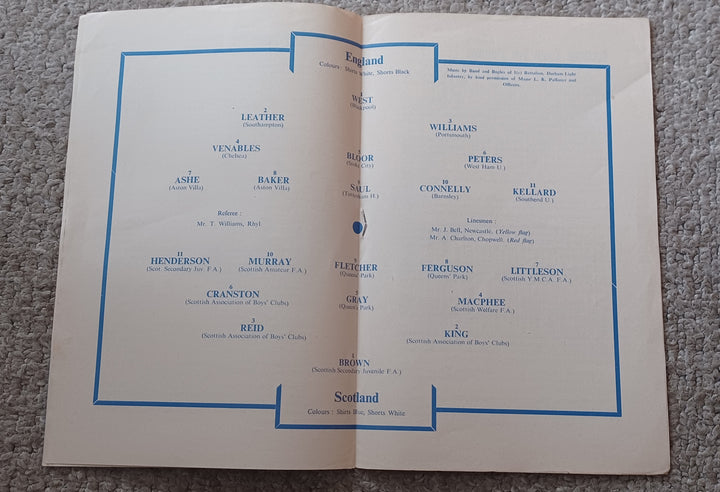 England
Colours: Shirts White, Shorts Black
Music by Band and Bugles of 1st Battalion, Durham Light
Infantry, by kind permission of Major L. B.
Officers.
1
WEST
(Blackpool)
2
LEATHER
(Southampton)
3
WILLIAMS
(Portsmouth)
4
VENABLES
(Chelsea)
5
BLOOR
(Stoke City)
6
PETERS
(West Ham U.)
7
ASHE
(Aston Villa)
8
BAKER
(Aston Villa)
9
SAUL
(Tottenham H.)
10
CONNELLY
(Barnsley)
11
KELLARD
(Southend U.)
Referee :
Mr. T. Williams, Rhyl.
Linesmen :
Mr. J. Bell, Newcastle. (Yellow flag)
Mr. A. Charlton, Chopwell. (Red flag)
11
HENDERSON
(Scot. Secondary Juv. F.A.)
10
MURRAY
(Scottish Amateur F.A.)
9
FLETCHER
(Queens' Park)
8
FERGUSON
(Queens' Park)
7
LITTLESON
(Scottish Y.M.C.A. F.A.)
6
CRANSTON
(Scottish Association of Boys' Clubs)
5
GRAY
(Queens' Park)
4
MACPHEE
(Scottish Welfare F.A.)
3
REID
(Scottish Association of Boys' Clubs)
2
KING
(Scottish Association of Boys' Clubs)
1
BROWN
(Scottish Secondary Juvenile F.A.)
Scotland
Colours : Shirts Blue, Shorts White